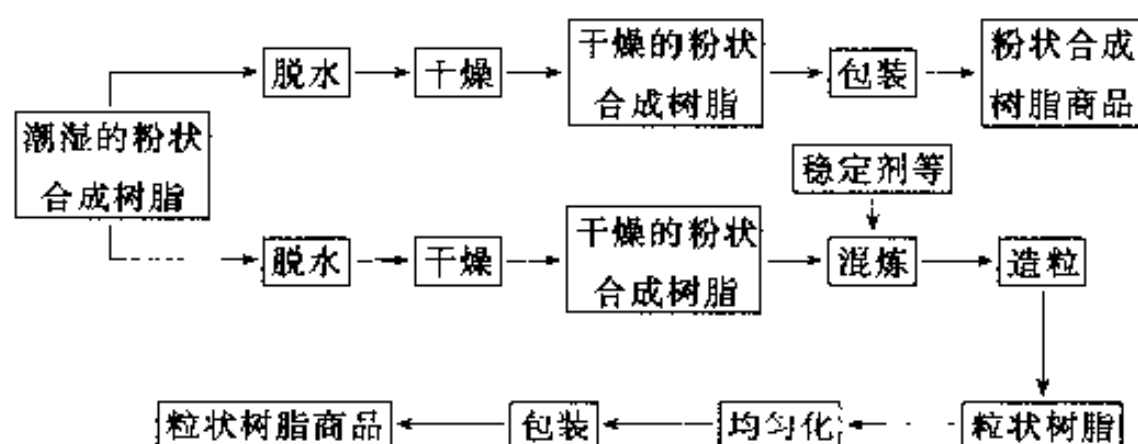 潮湿的粉状
合成树脂
脱水
干燥
干燥的粉状
合成树脂
包装
粉状合成
树脂商品
脱水
干燥
干燥的粉状
合成树脂
稳定剂等
混炼
造粒
粒状树脂
均匀化
包装
粒状树脂商品